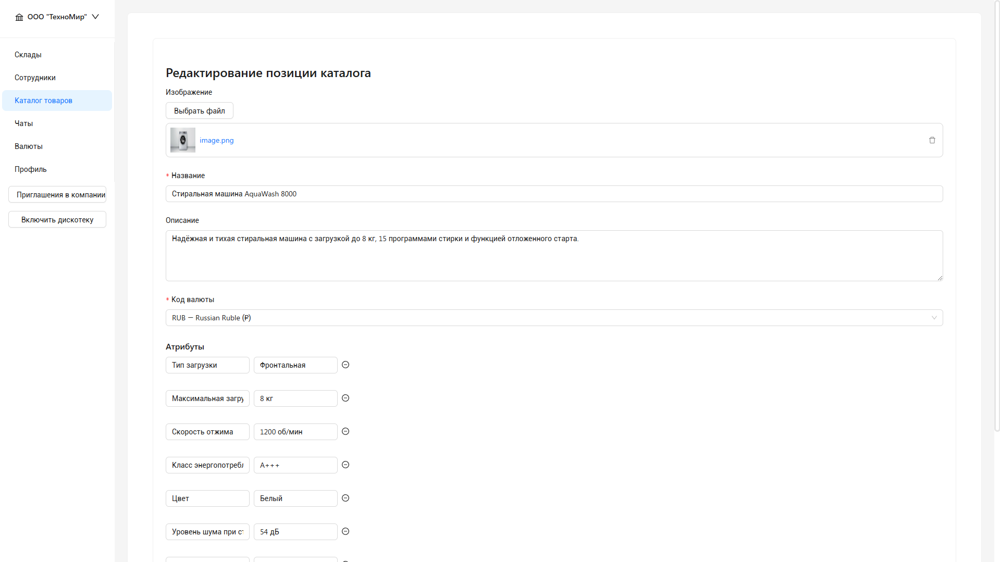 ООО "ТехноМир"
Склады
Сотрудники
Каталог товаров
Чаты
Валюты
Профиль
Приглашения в компании
Включить дискотеку
Редактирование позиции каталога
Изображение
Выбрать файл
image.png
* Название
Стиральная машина AquaWash 8000
Описание
Надёжная и тихая стиральная машина с загрузкой до 8 кг, 15 программами стирки и функцией отложенного старта.
* Код валюты
RUB — Russian Ruble (₽)
Атрибуты
Тип загрузки Фронтальная
Максимальная загру 8 кг
Скорость отжима 1200 об/мин
Класс энергопотребл A+++
Цвет Белый
Уровень шума при ст 54 дБ